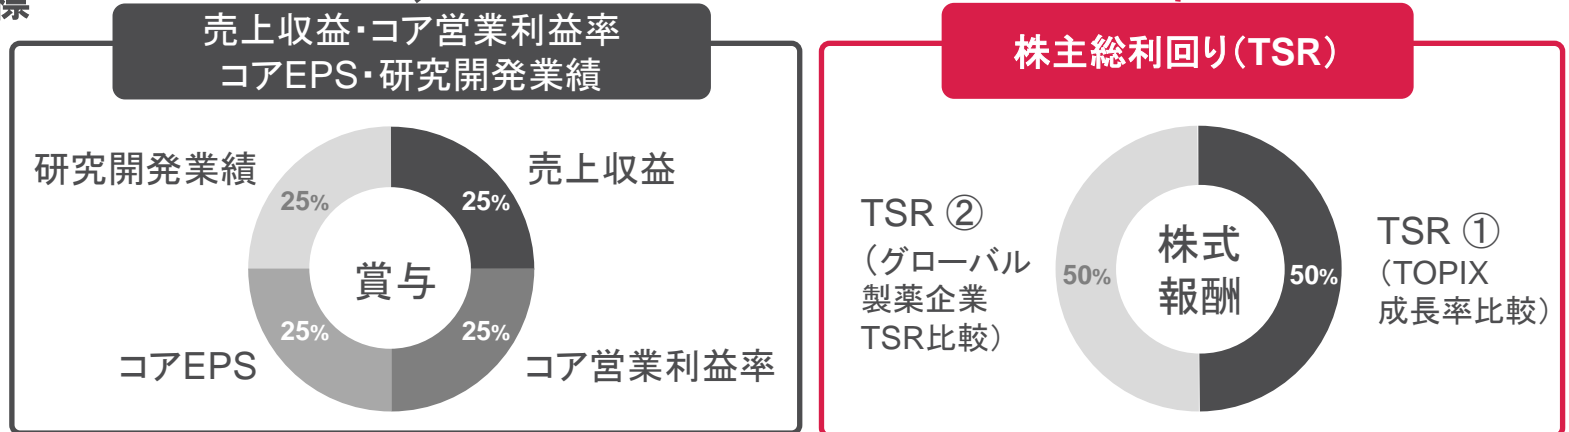 標
売上収益・コア営業利益率
コアEPS・研究開発業績
研究開発業績
25%
25%
売上収益
賞与
25%
25%
コアEPS
コア営業利益率
株主総利回り(TSR)
TSR ②
(グローバル
製薬企業
TSR比較)
50%
株式
報酬
50%
TSR ①
(TOPIX
成長率比較)